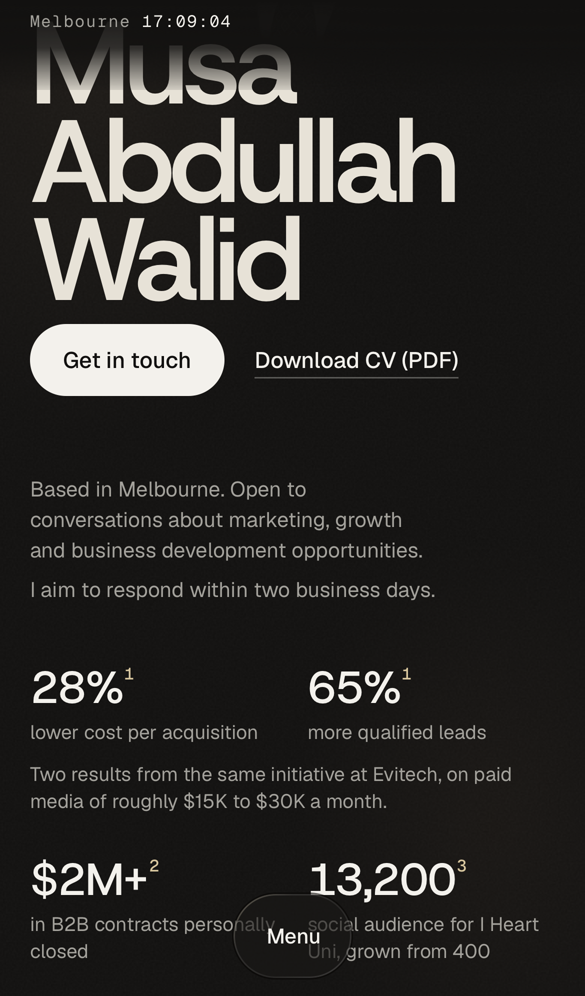 Melbourne 17:09:04
Musa
Abdullah
Walid
Get in touch
Download CV (PDF)
Based in Melbourne. Open to
conversations about marketing, growth
and business development opportunities.
I aim to respond within two business days.
28%1
lower cost per acquisition
65%1
more qualified leads
Two results from the same initiative at Evitech, on paid
media of roughly $15K to $30K a month.
$2M+2
in B2B contracts personally
closed
13,2003
social audience for I Heart
Uni, grown from 400
Menu